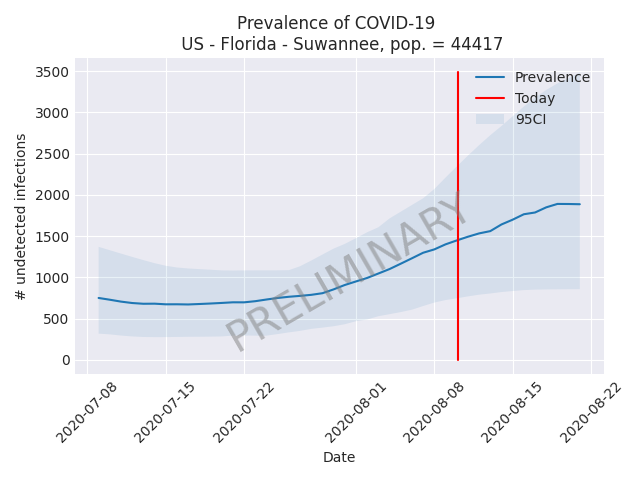 Prevalence of COVID-19
US - Florida - Suwannee, pop. = 44417
# undetected infections
3500
3000
2500
2000
1500
1000
500
0
Prevalence
Today
95CI
PRELIMINARY
2020-07-08
2020-07-15
2020-07-22
2020-08-01
2020-08-08
2020-08-15
2020-08-22
Date